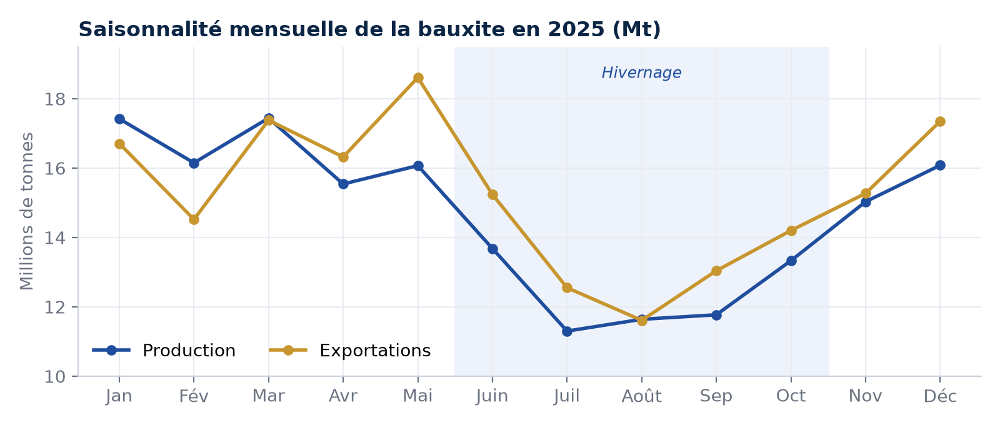 Saisonnalité mensuelle de la bauxite en 2025 (Mt)
Hivernage
Millions de tonnes
18
16
14
12
10
Production
Exportations
Jan
Fév
Mar
Avr
Mai
Juin
Juil
Août
Sep
Oct
Nov
Déc